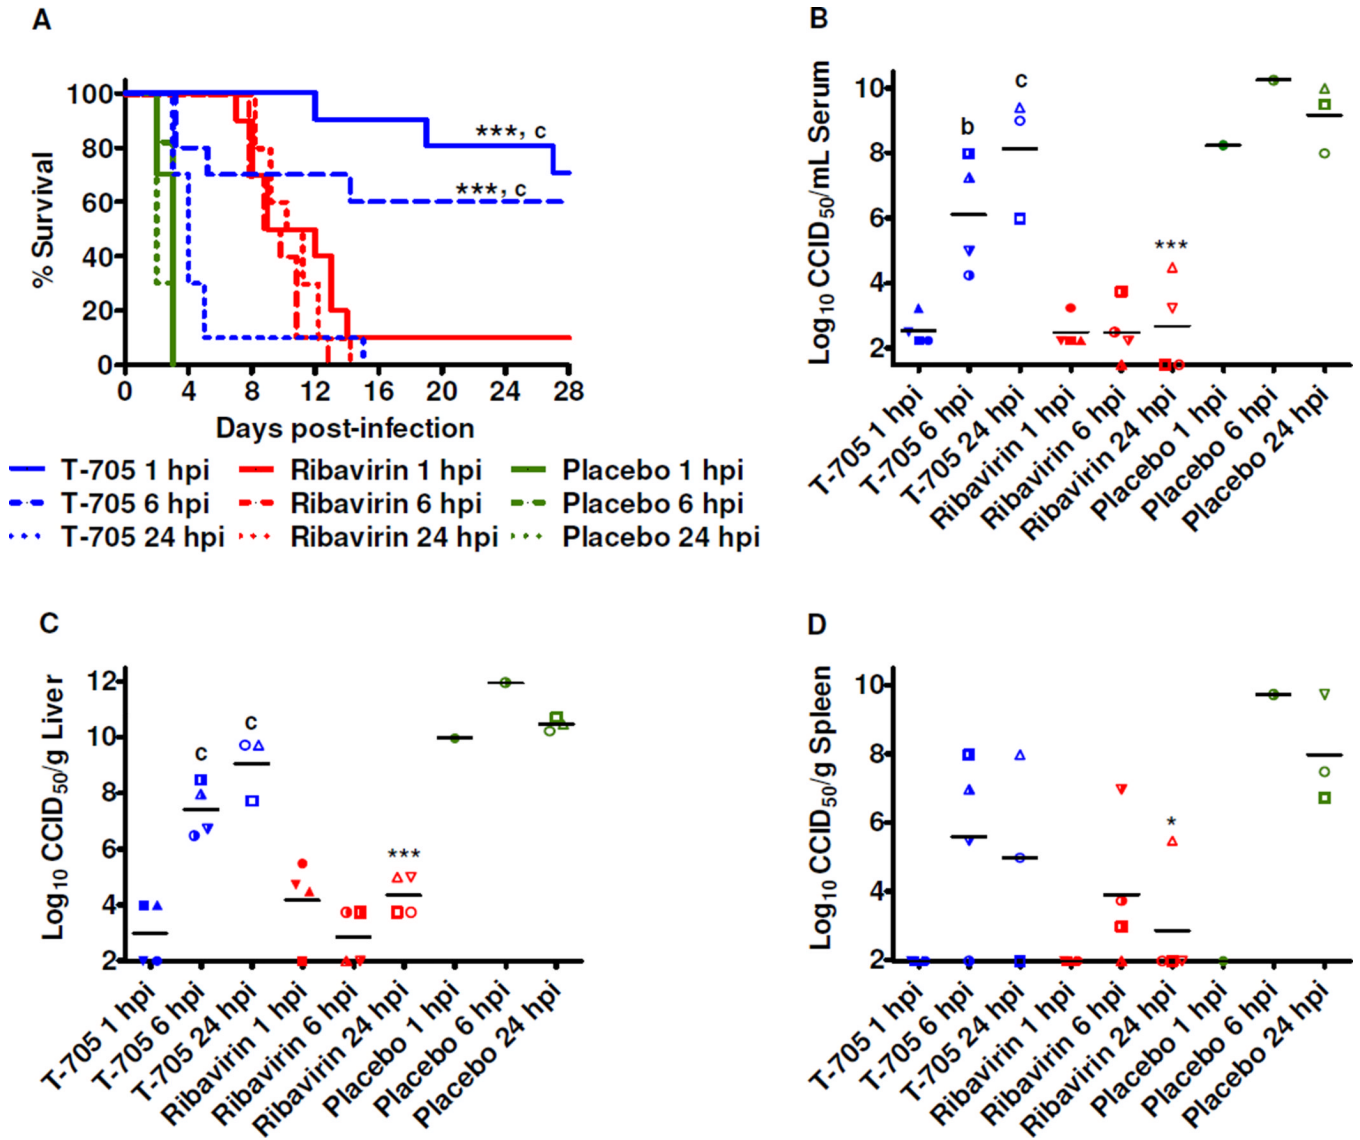 A
% Survival
100
80
60
40
20
0
***, c
***, c
0 4 8 12 16 20 24 28
Days post-infection
T-705 1 hpi Ribavirin 1 hpi Placebo 1 hpi
T-705 6 hpi Ribavirin 6 hpi Placebo 6 hpi
T-705 24 hpi Ribavirin 24 hpi Placebo 24 hpi
B
Log10 CCID50/mL Serum
10
8
6
4
2
b
c
***
T-705 1 hpi
T-705 6 hpi
T-705 24 hpi
Ribavirin 1 hpi
Ribavirin 6 hpi
Ribavirin 24 hpi
Placebo 1 hpi
Placebo 6 hpi
Placebo 24 hpi
C
Log10 CCID50/g Liver
12
10
8
6
4
2
c
c
***
T-705 1 hpi
T-705 6 hpi
T-705 24 hpi
Ribavirin 1 hpi
Ribavirin 6 hpi
Ribavirin 24 hpi
Placebo 1 hpi
Placebo 6 hpi
Placebo 24 hpi
D
Log10 CCID50/g Spleen
10
8
6
4
2
*
T-705 1 hpi
T-705 6 hpi
T-705 24 hpi
Ribavirin 1 hpi
Ribavirin 6 hpi
Ribavirin 24 hpi
Placebo 1 hpi
Placebo 6 hpi
Placebo 24 hpi